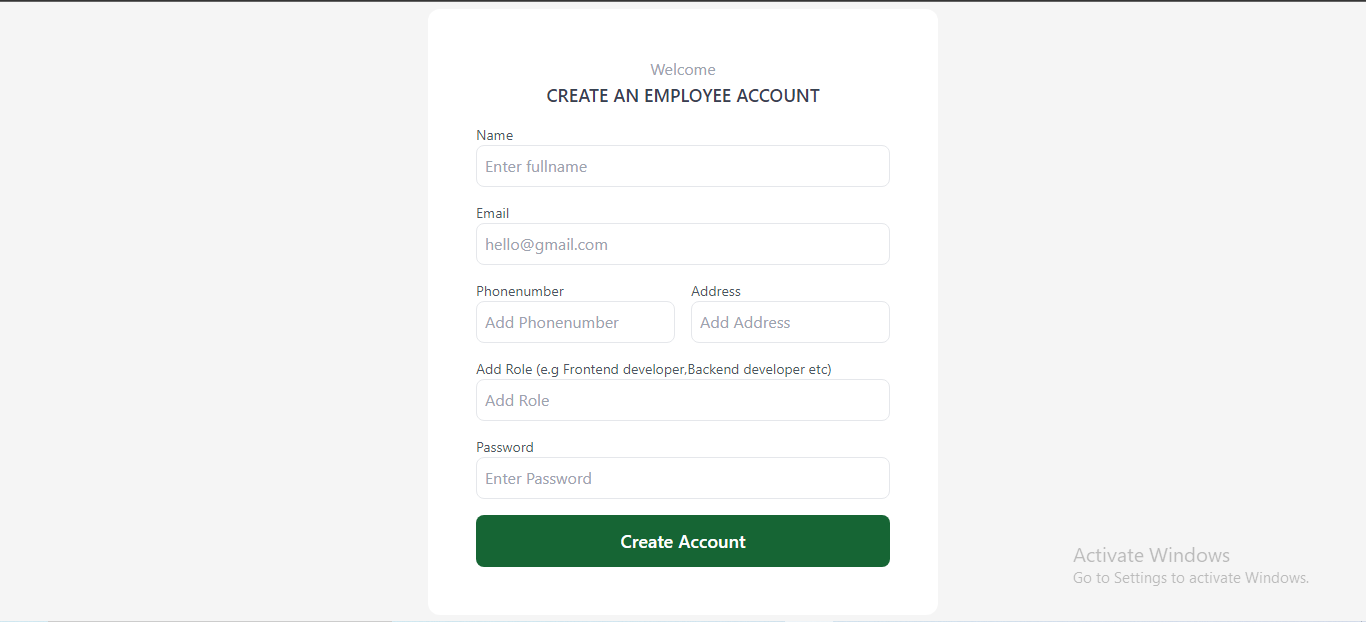 Welcome
CREATE AN EMPLOYEE ACCOUNT
Name
Enter fullname
Email
hello@gmail.com
Phonenumber Address
Add Phonenumber Add Address
Add Role (e.g Frontend developer,Backend developer etc)
Add Role
Password
Enter Password
Create Account
Activate Windows
Go to Settings to activate Windows.